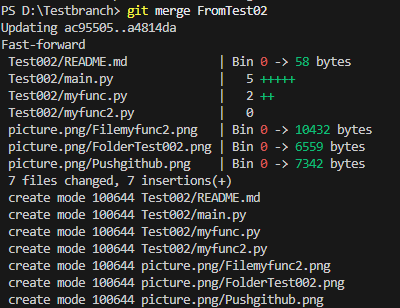 PS D:\Testbranch> git merge FromTest02
Updating ac95505..a4814da
Fast-forward
 Test002/README.md              | Bin 0 -> 58 bytes
 Test002/main.py                |   5 +++++
 Test002/myfunc.py              |   2 ++
 Test002/myfunc2.py             |   0
 picture.png/Filemyfunc2.png    | Bin 0 -> 10432 bytes
 picture.png/FolderTest002.png  | Bin 0 -> 6559 bytes
 picture.png/Pushgithub.png     | Bin 0 -> 7342 bytes
 7 files changed, 7 insertions(+)
 create mode 100644 Test002/README.md
 create mode 100644 Test002/main.py
 create mode 100644 Test002/myfunc.py
 create mode 100644 Test002/myfunc2.py
 create mode 100644 picture.png/Filemyfunc2.png
 create mode 100644 picture.png/FolderTest002.png
 create mode 100644 picture.png/Pushgithub.png